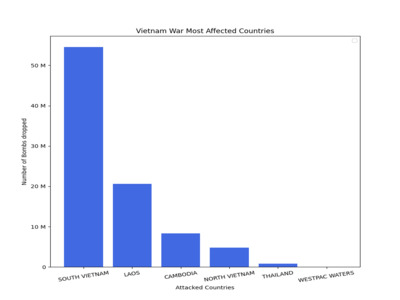 Vietnam War Most Affected Countries
50 M
40 M
30 M
20 M
10 M
0
Number of Bombs dropped
SOUTH VIETNAM
LAOS
CAMBODIA
NORTH VIETNAM
THAILAND
WESTPAC WATERS
Attacked Countries